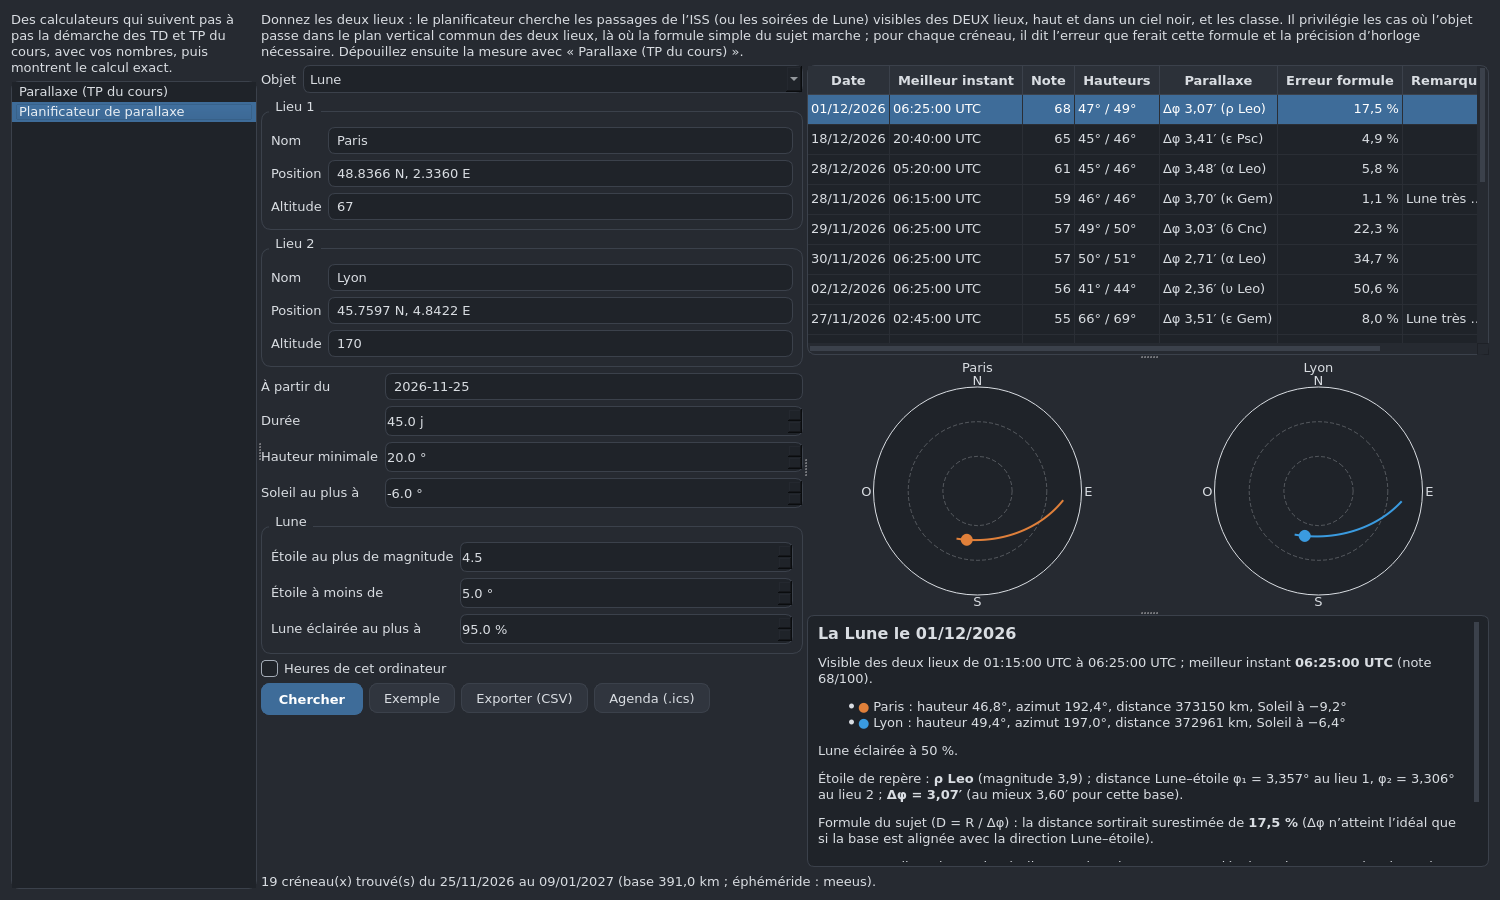 Des calculateurs qui suivent pas à
pas la démarche des TD et TP du
cours, avec vos nombres, puis
montrent le calcul exact.
Parallaxe (TP du cours)
Planificateur de parallaxe
Donnez les deux lieux : le planificateur cherche les passages de l’ISS (ou les soirées de Lune) visibles des DEUX lieux, haut et dans un ciel noir, et les classe. Il privilégie les cas où l’objet
passe dans le plan vertical commun des deux lieux, là où la formule simple du sujet marche ; pour chaque créneau, il dit l’erreur que ferait cette formule et la précision d’horloge
nécessaire. Dépouillez ensuite la mesure avec « Parallaxe (TP du cours) ».
Objet Lune
Lieu 1
Nom Paris
Position 48.8366 N, 2.3360 E
Altitude 67
Lieu 2
Nom Lyon
Position 45.7597 N, 4.8422 E
Altitude 170
À partir du 2026-11-25
Durée 45.0 j
Hauteur minimale 20.0 °
Soleil au plus à -6.0 °
Lune
Étoile au plus de magnitude 4.5
Étoile à moins de 5.0 °
Lune éclairée au plus à 95.0 %
Heures de cet ordinateur
Chercher Exemple Exporter (CSV) Agenda (.ics)
Date Meilleur instant Note Hauteurs Parallaxe Erreur formule Remarqu
01/12/2026 06:25:00 UTC 68 47° / 49° Δφ 3,07′ (ρ Leo) 17,5 %
18/12/2026 20:40:00 UTC 65 45° / 46° Δφ 3,41′ (ε Psc) 4,9 %
28/12/2026 05:20:00 UTC 61 45° / 46° Δφ 3,48′ (α Leo) 5,8 %
28/11/2026 06:15:00 UTC 59 46° / 46° Δφ 3,70′ (κ Gem) 1,1 % Lune très …
29/11/2026 06:25:00 UTC 57 49° / 50° Δφ 3,03′ (δ Cnc) 22,3 %
30/11/2026 06:25:00 UTC 57 50° / 51° Δφ 2,71′ (α Leo) 34,7 %
02/12/2026 06:25:00 UTC 56 41° / 44° Δφ 2,36′ (υ Leo) 50,6 %
27/11/2026 02:45:00 UTC 55 66° / 69° Δφ 3,51′ (ε Gem) 8,0 % Lune très …
Paris
N
O E
S
Lyon
N
O E
S
La Lune le 01/12/2026
Visible des deux lieux de 01:15:00 UTC à 06:25:00 UTC ; meilleur instant 06:25:00 UTC (note
68/100).
• Paris : hauteur 46,8°, azimut 192,4°, distance 373150 km, Soleil à −9,2°
• Lyon : hauteur 49,4°, azimut 197,0°, distance 372961 km, Soleil à −6,4°
Lune éclairée à 50 %.
Étoile de repère : ρ Leo (magnitude 3,9) ; distance Lune–étoile φ₁ = 3,357° au lieu 1, φ₂ = 3,306°
au lieu 2 ; Δφ = 3,07′ (au mieux 3,60′ pour cette base).
Formule du sujet (D = R / Δφ) : la distance sortirait surestimée de 17,5 % (Δφ n’atteint l’idéal que
si la base est alignée avec la direction Lune–étoile).
19 créneau(x) trouvé(s) du 25/11/2026 au 09/01/2027 (base 391,0 km ; éphéméride : meeus).